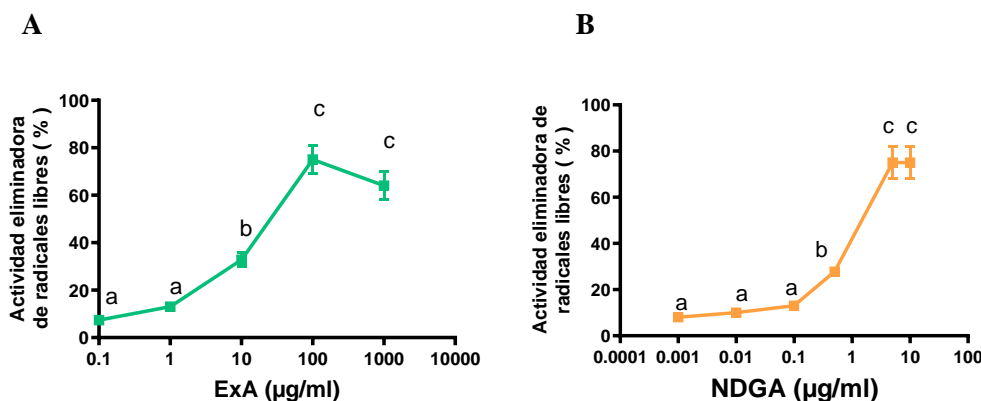 A
Actividad eliminadora
de radicales libres ( % )
100
80
60
40
20
0
a
a
b
c
c
0.1 1 10 100 1000 10000
ExA (µg/ml)
B
Actividad eliminadora de
radicales libres ( % )
100
80
60
40
20
0
a
a
a
b
c
c
0.0001 0.001 0.01 0.1 1 10 100
NDGA (µg/ml)